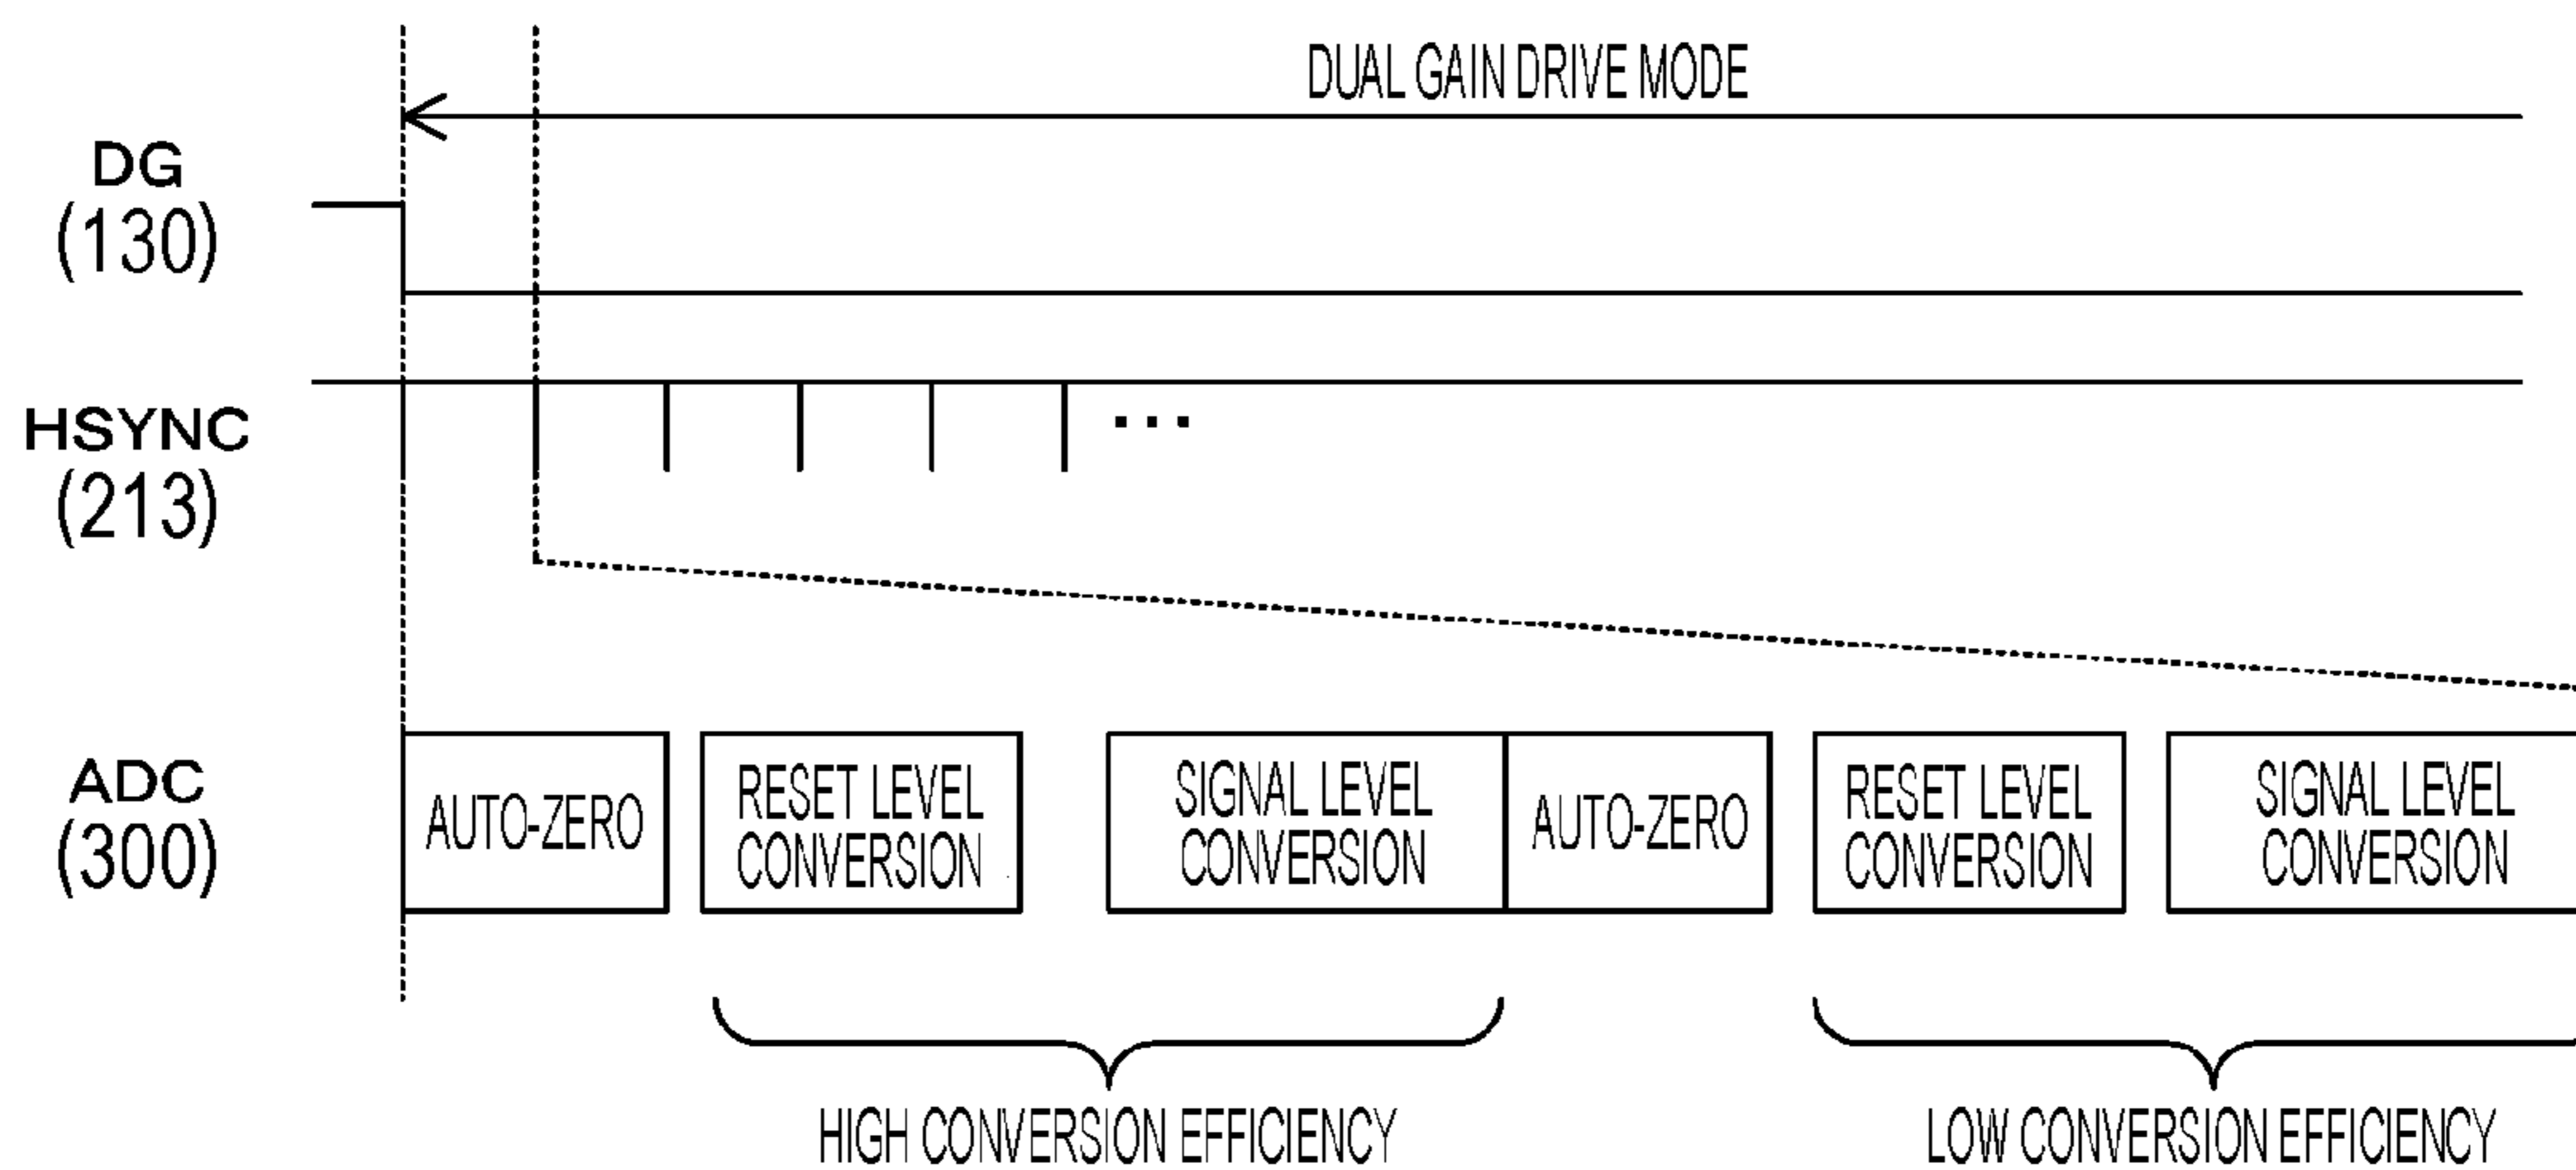 DUAL GAIN DRIVE MODE
DG
(130)
HSYNC
(213)
...
ADC
(300)
AUTO-ZERO
RESET LEVEL
CONVERSION
SIGNAL LEVEL
CONVERSION
AUTO-ZERO
RESET LEVEL
CONVERSION
SIGNAL LEVEL
CONVERSION
HIGH CONVERSION EFFICIENCY
LOW CONVERSION EFFICIENCY